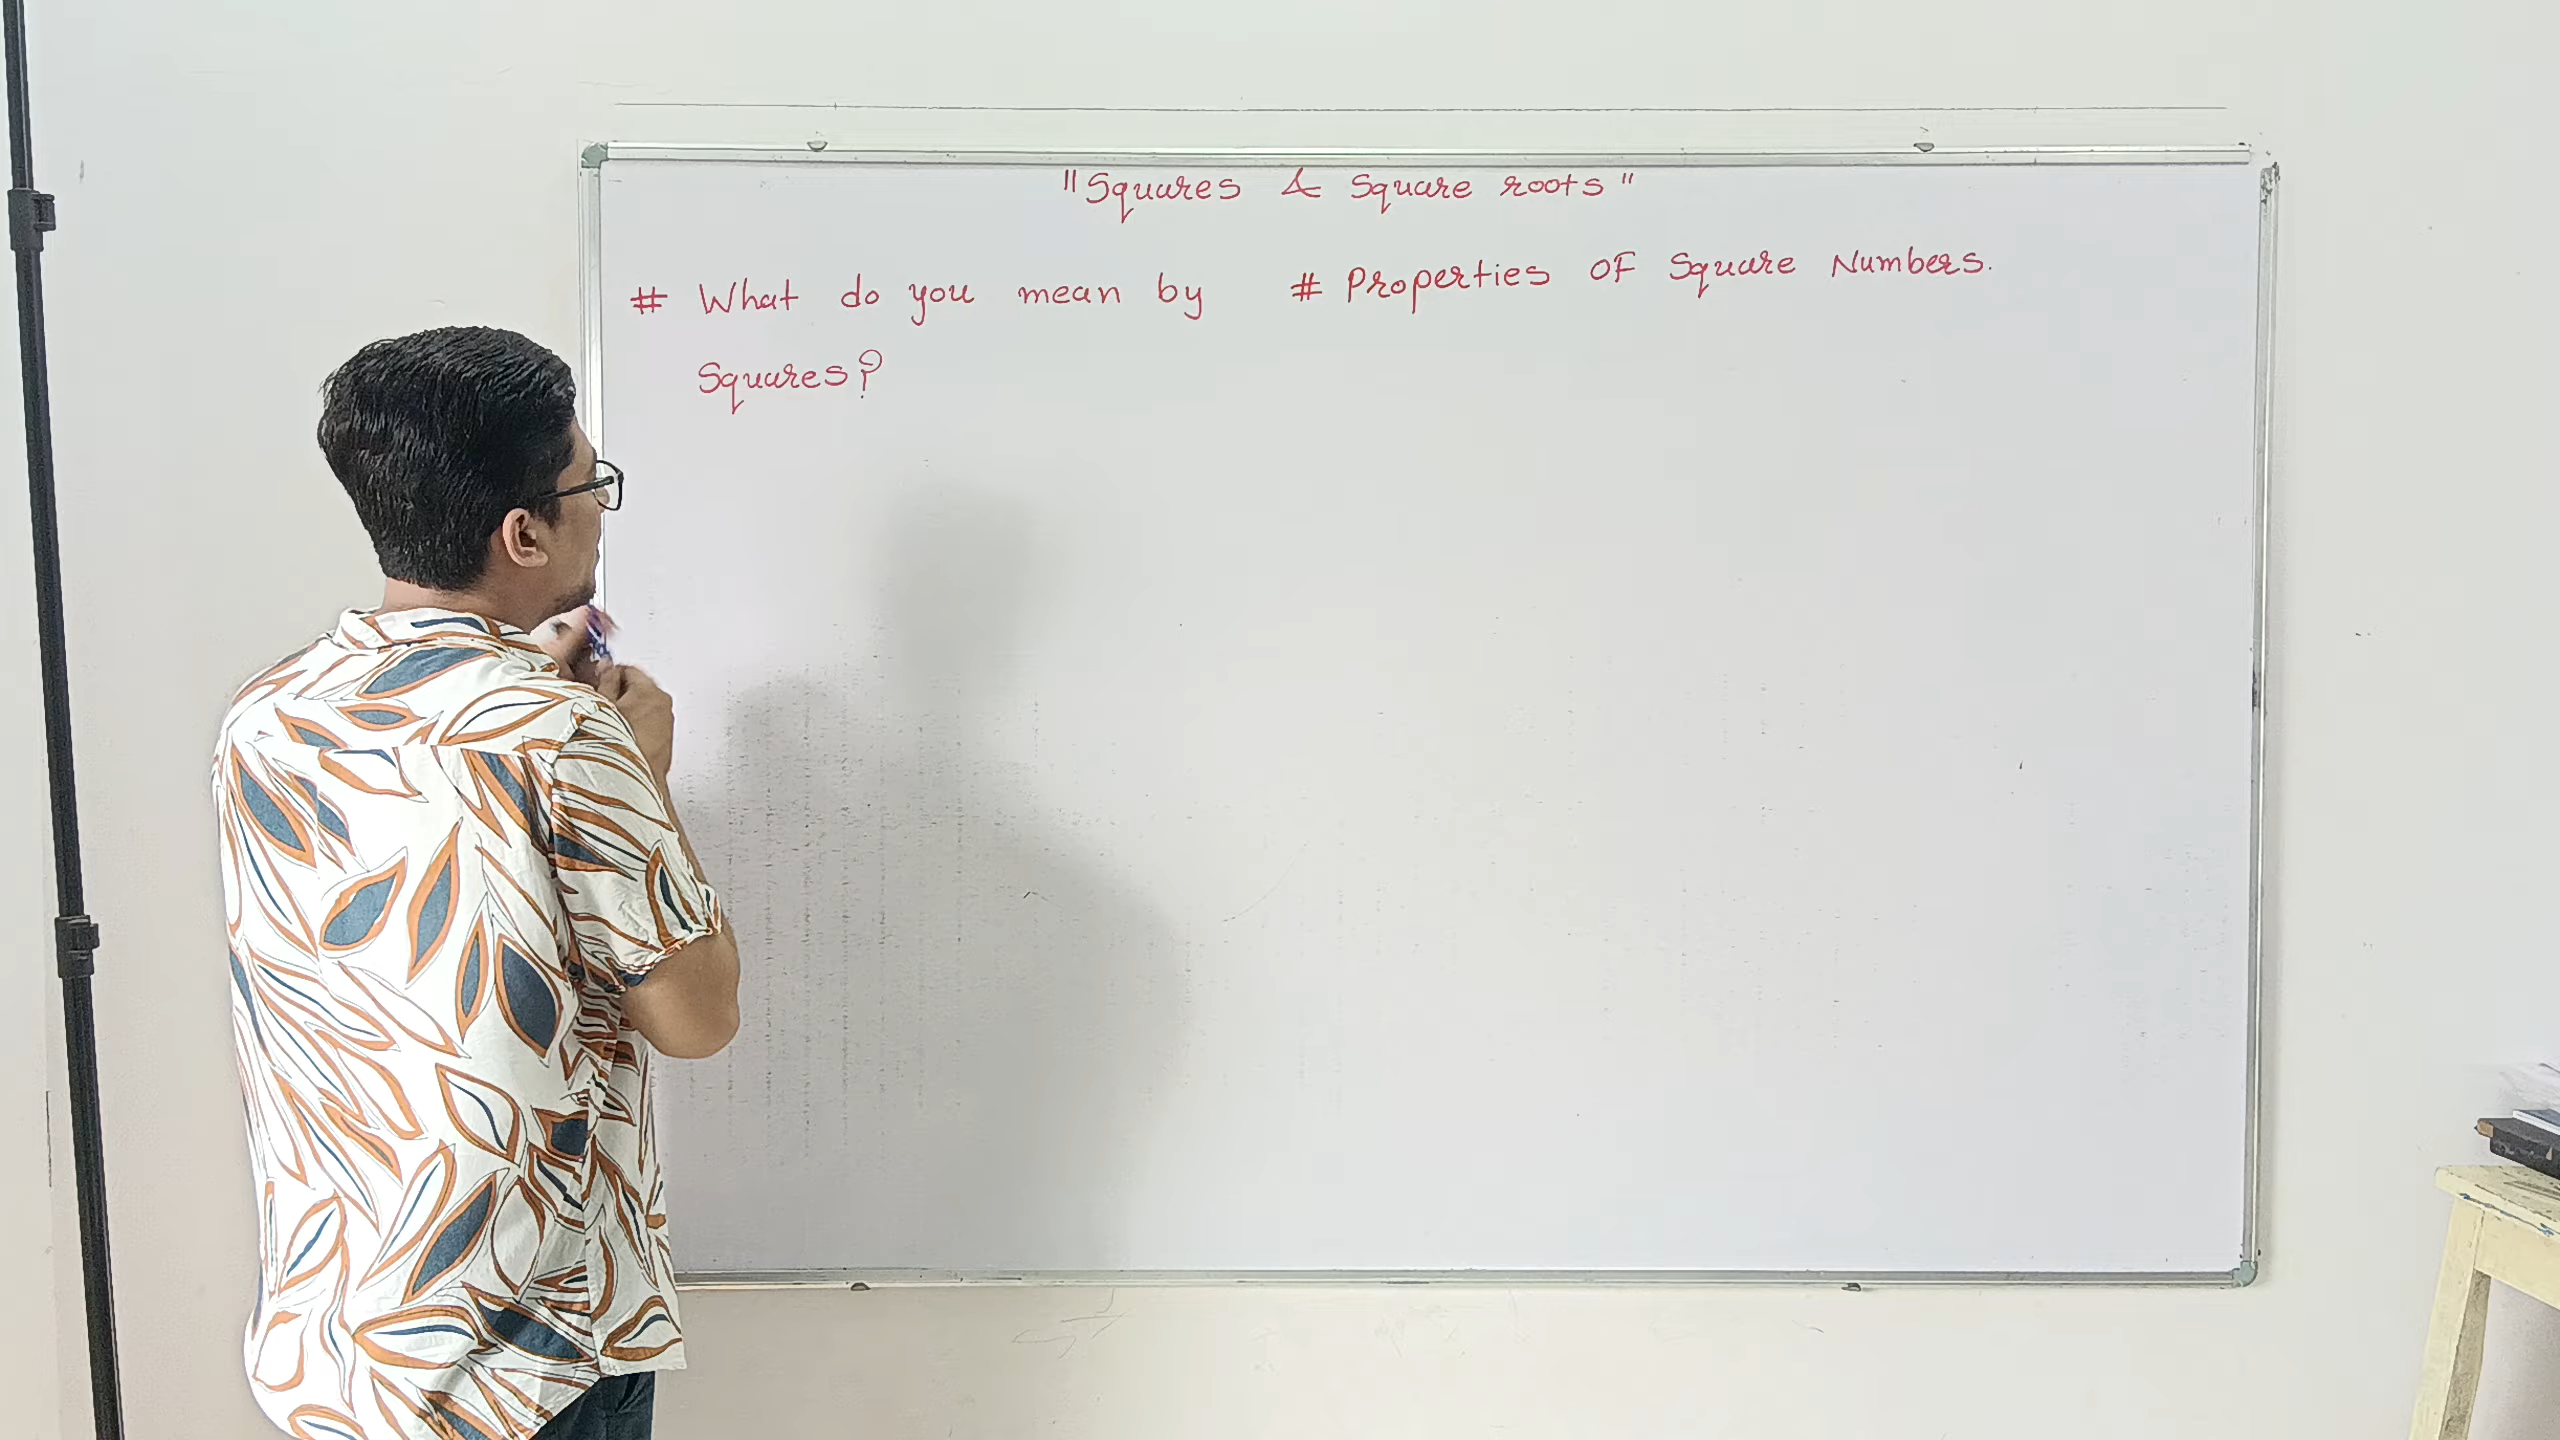 "Squares & Square roots"
# What do you mean by
Squares?
# Properties OF Square Numbers.